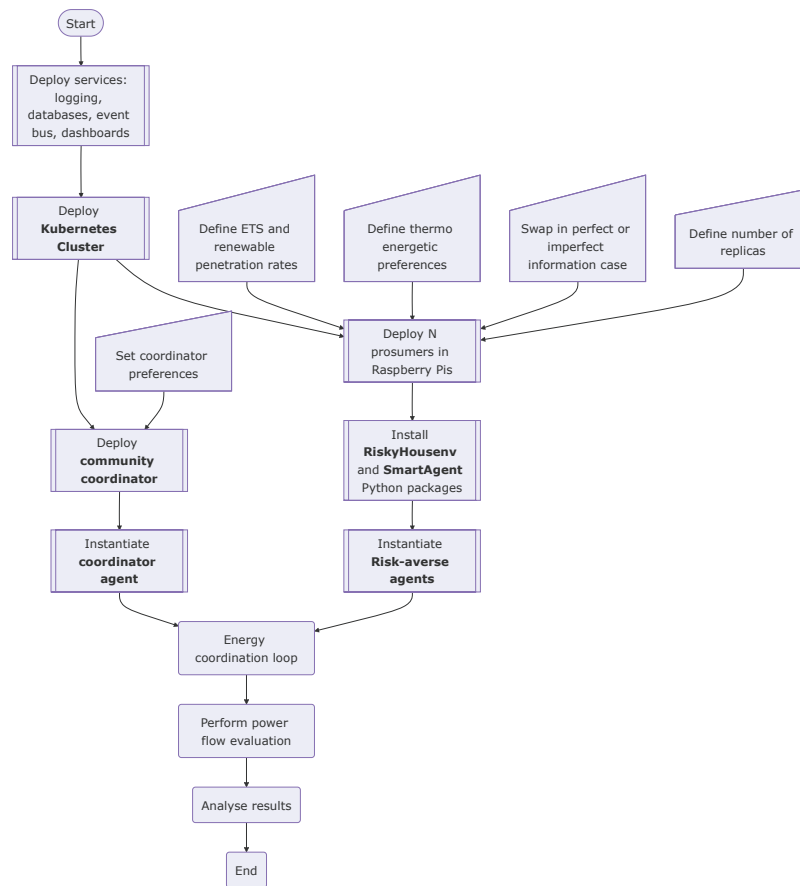 Start
Deploy services:
logging,
databases, event
bus, dashboards
Deploy
Kubernetes
Cluster
Define ETS and
renewable
penetration rates
Define thermo
energetic
preferences
Swap in perfect or
imperfect
information case
Define number of
replicas
Set coordinator
preferences
Deploy N
prosumers in
Raspberry Pis
Deploy
community
coordinator
Install
RiskyHousenv
and SmartAgent
Python packages
Instantiate
coordinator
agent
Instantiate
Risk-averse
agents
Energy
coordination loop
Perform power
flow evaluation
Analyse results
End